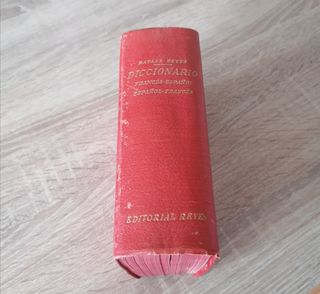 RAFAEL REYES
DICCIONARIO
FRANCÉS-ESPAÑOL
ESPAÑOL-FRANCÉS
EDITORIAL REYES